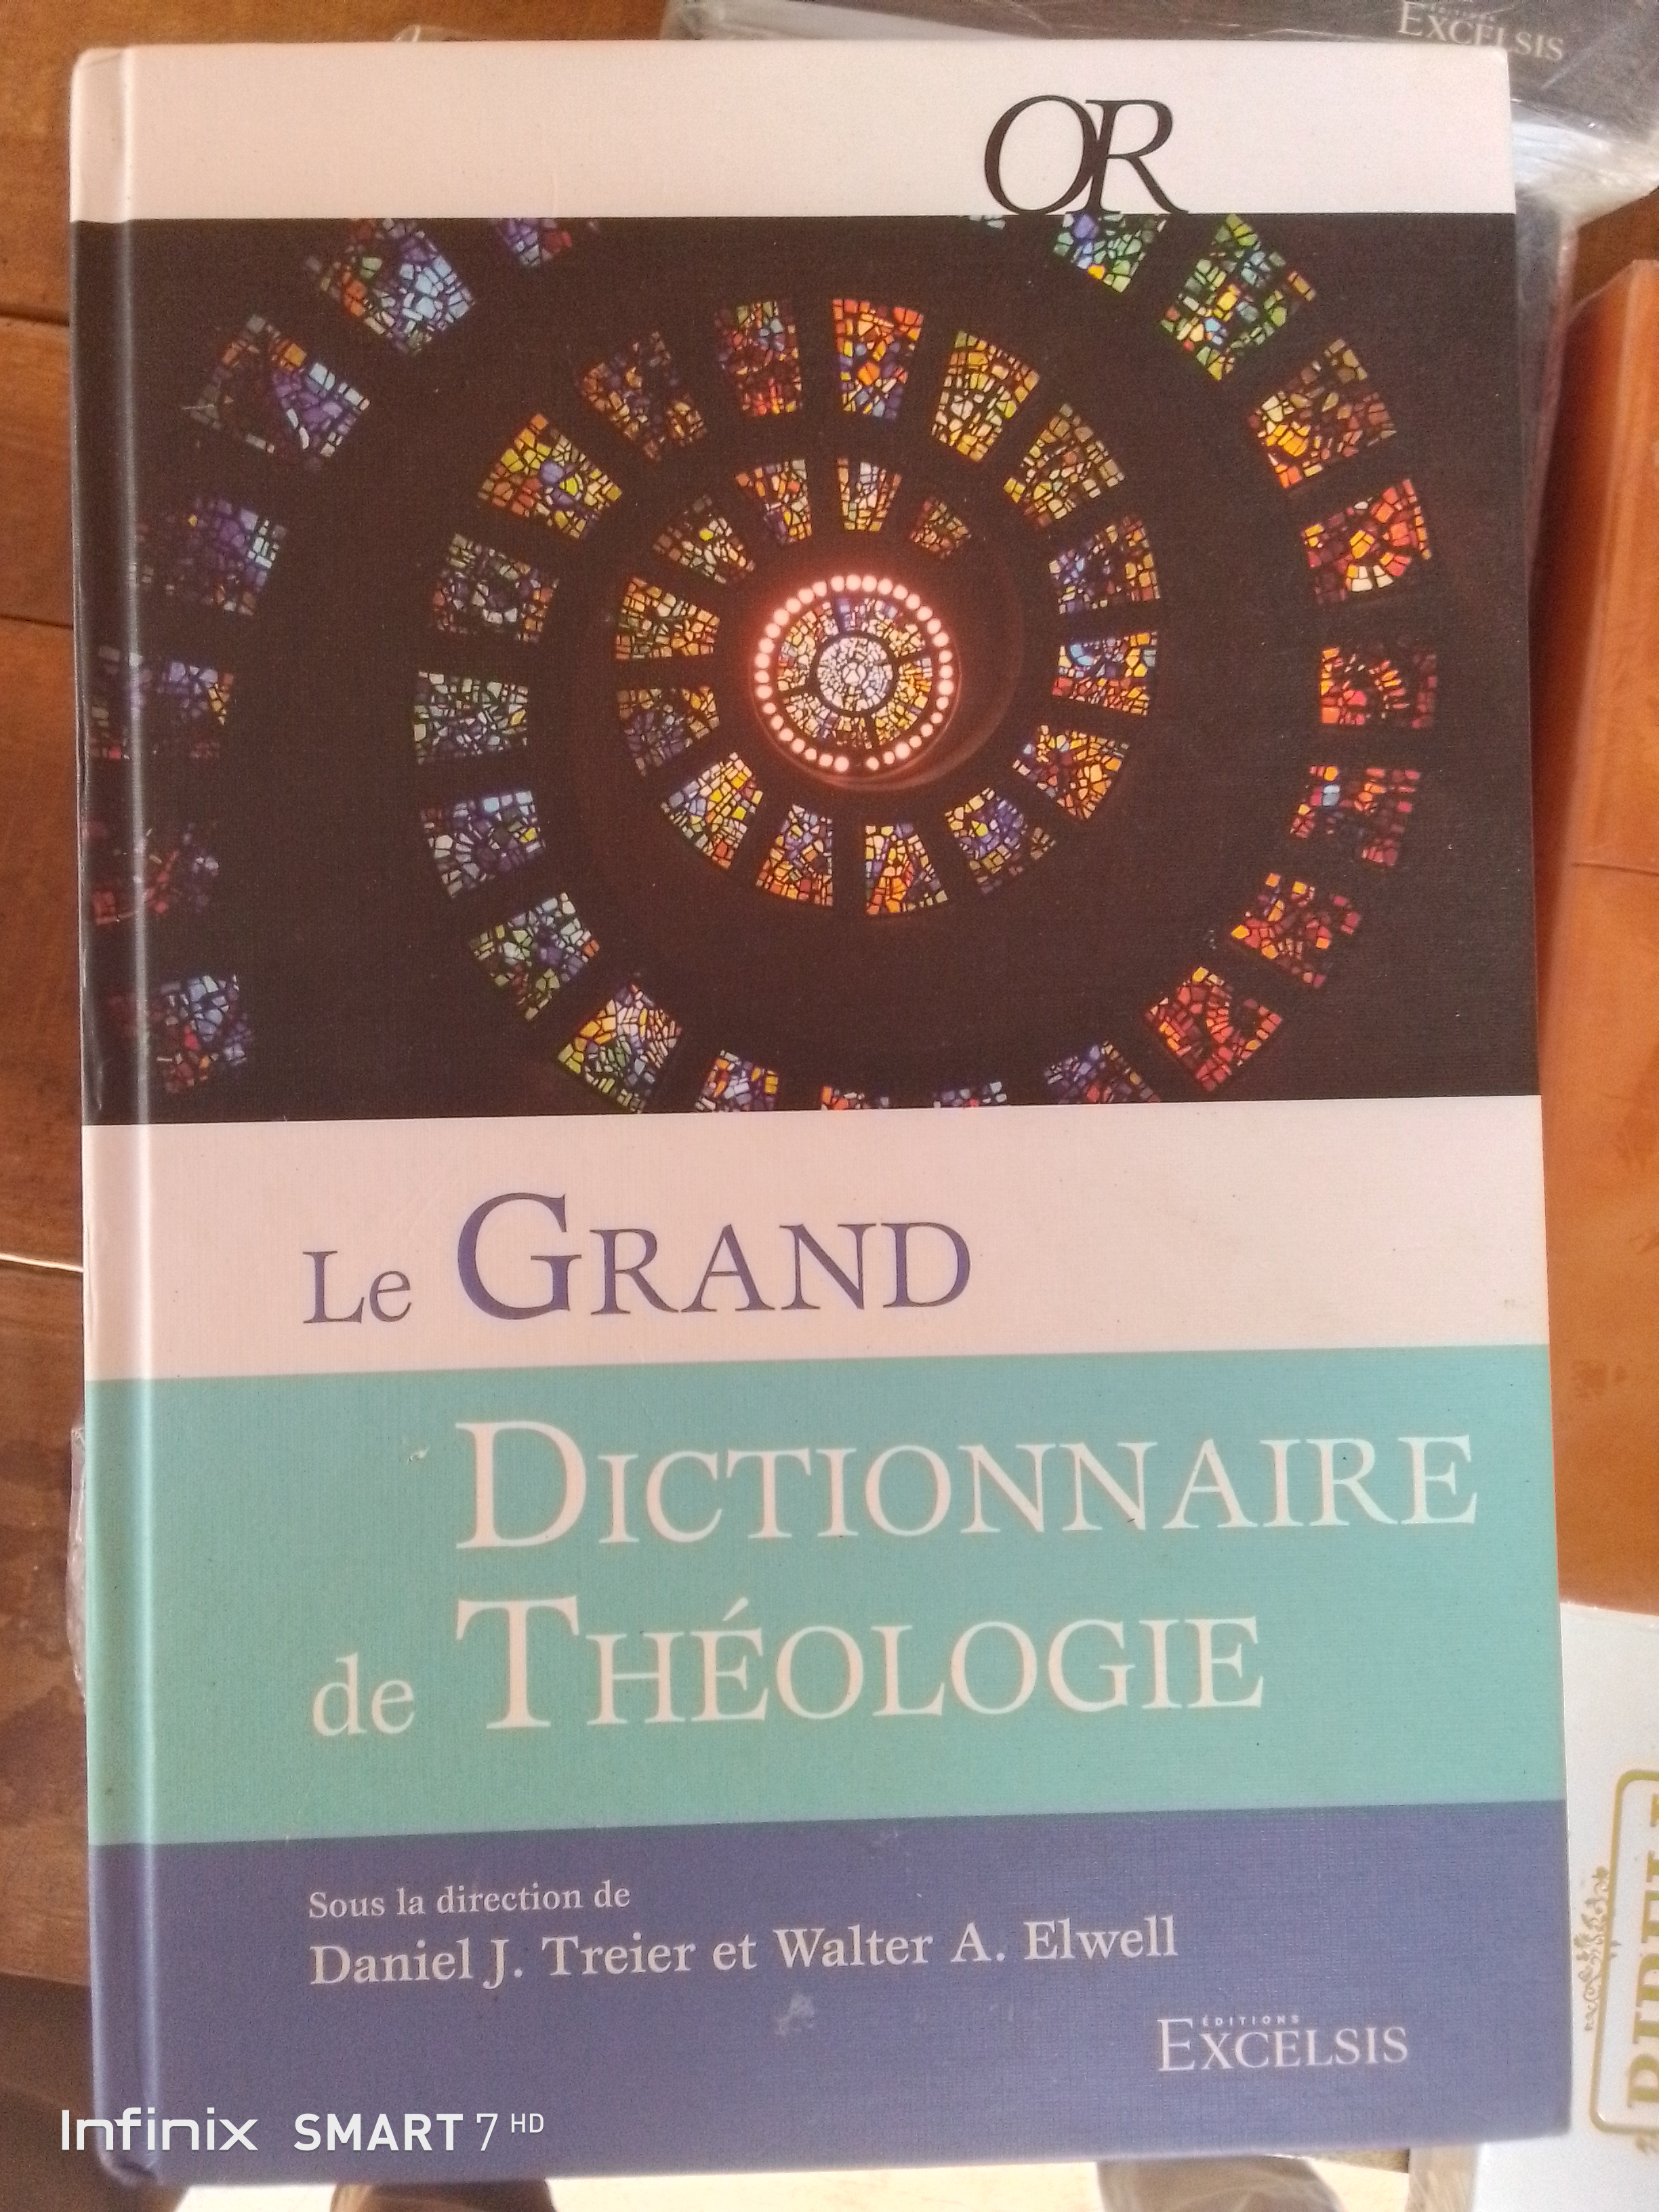 EXCELSIS
OR
Le GRAND
DICTIONNAIRE
de THÉOLOGIE
Sous la direction de
Daniel J. Treier et Walter A. Elwell
ÉDITIONS
EXCELSIS
Infinix SMART 7 HD